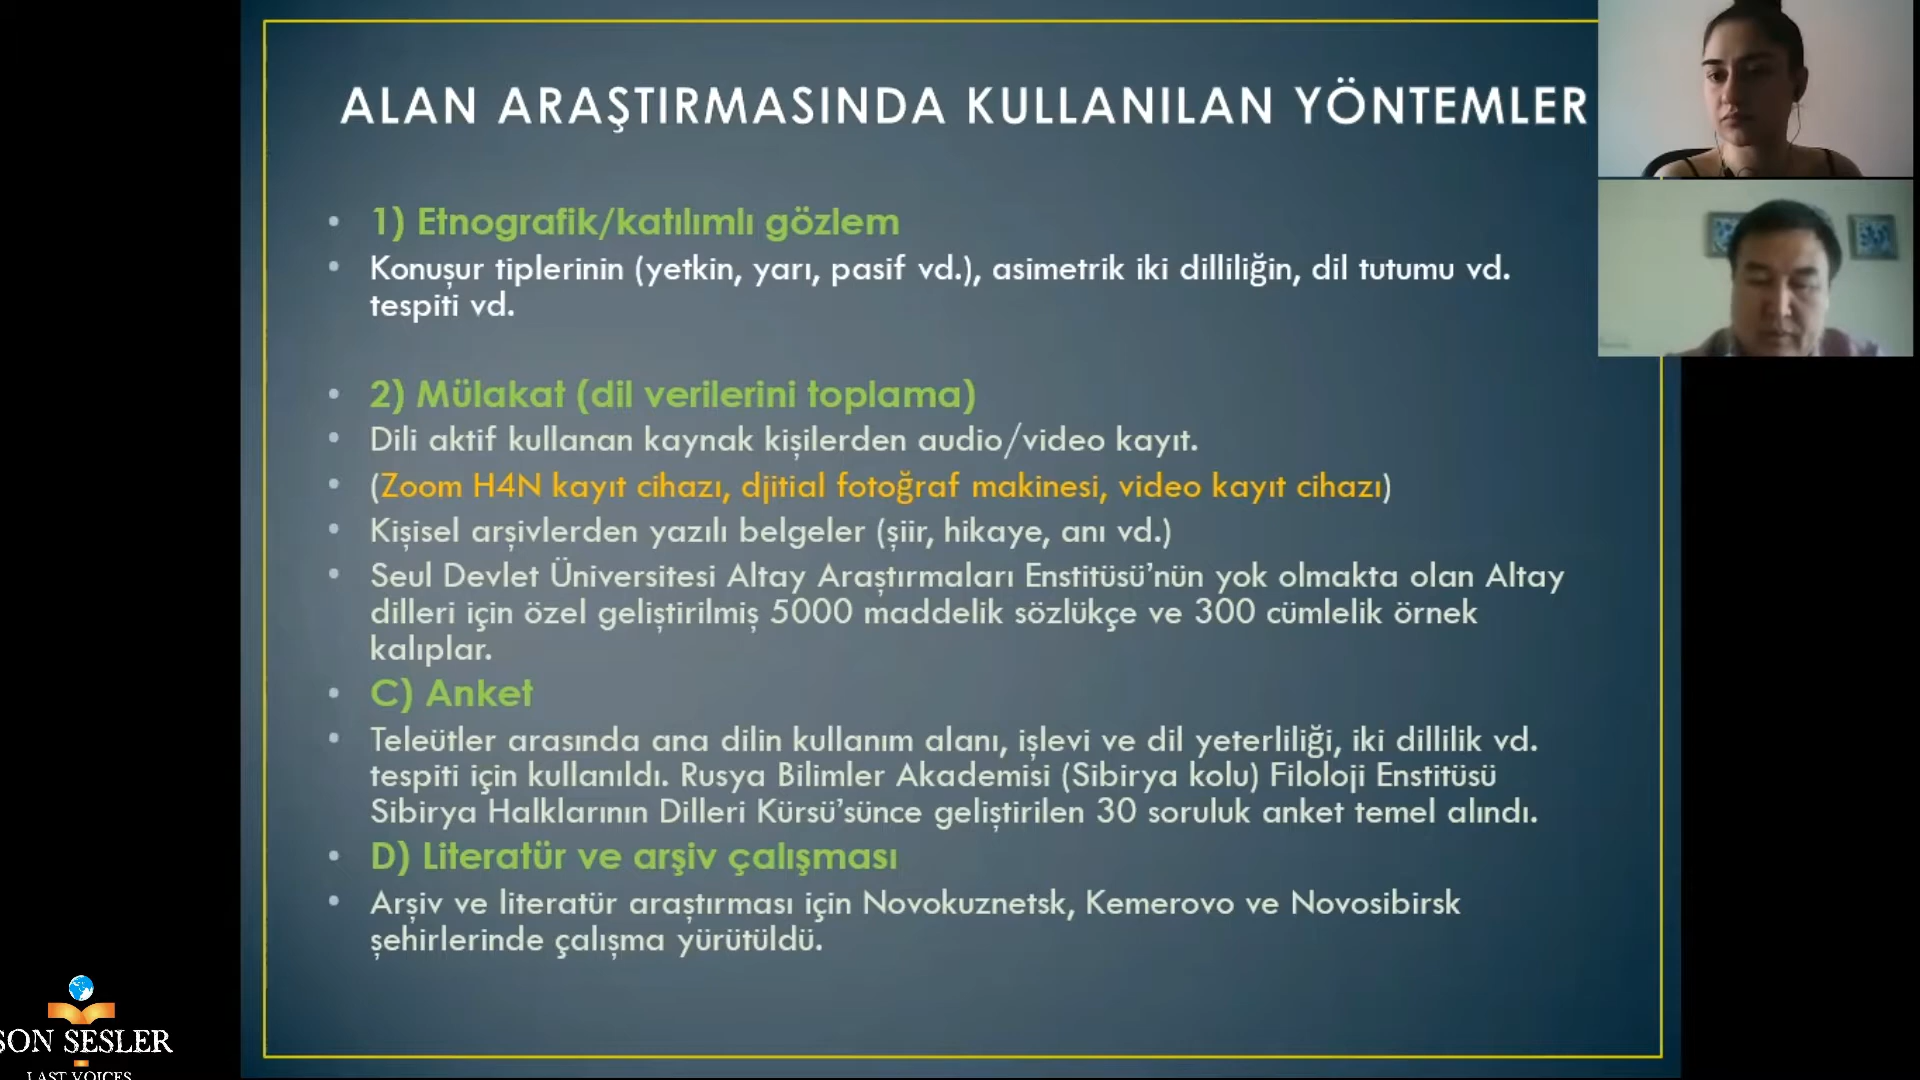 ALAN ARAŞTIRMASINDA KULLANILAN YÖNTEMLER
• 1) Etnografik/katılımlı gözlem
• Konuşur tiplerinin (yetkin, yarı, pasif vd.), asimetrik iki dilliliğin, dil tutumu vd.
tespiti vd.
• 2) Mülakat (dil verilerini toplama)
• Dili aktif kullanan kaynak kişilerden audio/video kayıt.
• (Zoom H4N kayıt cihazı, djitial fotoğraf makinesi, video kayıt cihazı)
• Kişisel arşivlerden yazılı belgeler (şiir, hikaye, anı vd.)
• Seul Devlet Üniversitesi Altay Araştırmaları Enstitüsü’nün yok olmakta olan Altay
dilleri için özel geliştirilmiş 5000 maddelik sözlükçe ve 300 cümlelik örnek
kalıplar.
• C) Anket
• Teleütler arasında ana dilin kullanım alanı, işlevi ve dil yeterliliği, iki dillilik vd.
tespiti için kullanıldı. Rusya Bilimler Akademisi (Sibirya kolu) Filoloji Enstitüsü
Sibirya Halklarının Dilleri Kürsü’sünce geliştirilen 30 soruluk anket temel alındı.
• D) Literatür ve arşiv çalışması
• Arşiv ve literatür araştırması için Novokuznetsk, Kemerovo ve Novosibirsk
şehirlerinde çalışma yürütüldü.
SON SESLER
LAST VOICES